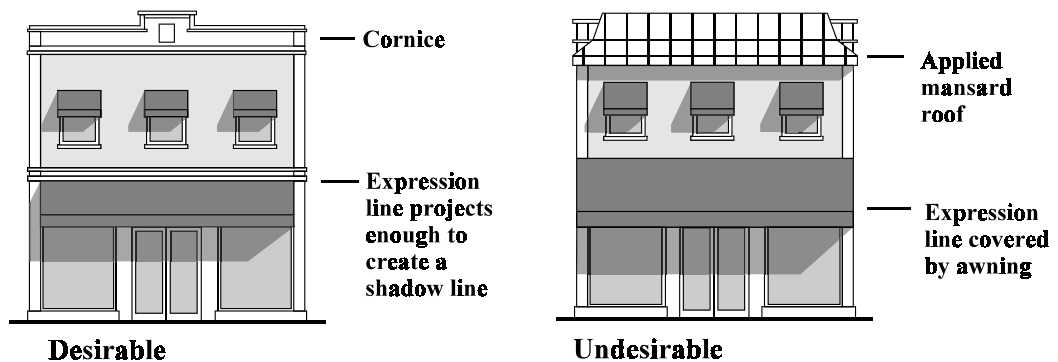 Cornice
Expression
line projects
enough to
create a
shadow line
Desirable
Applied
mansard
roof
Expression
line covered
by awning
Undesirable